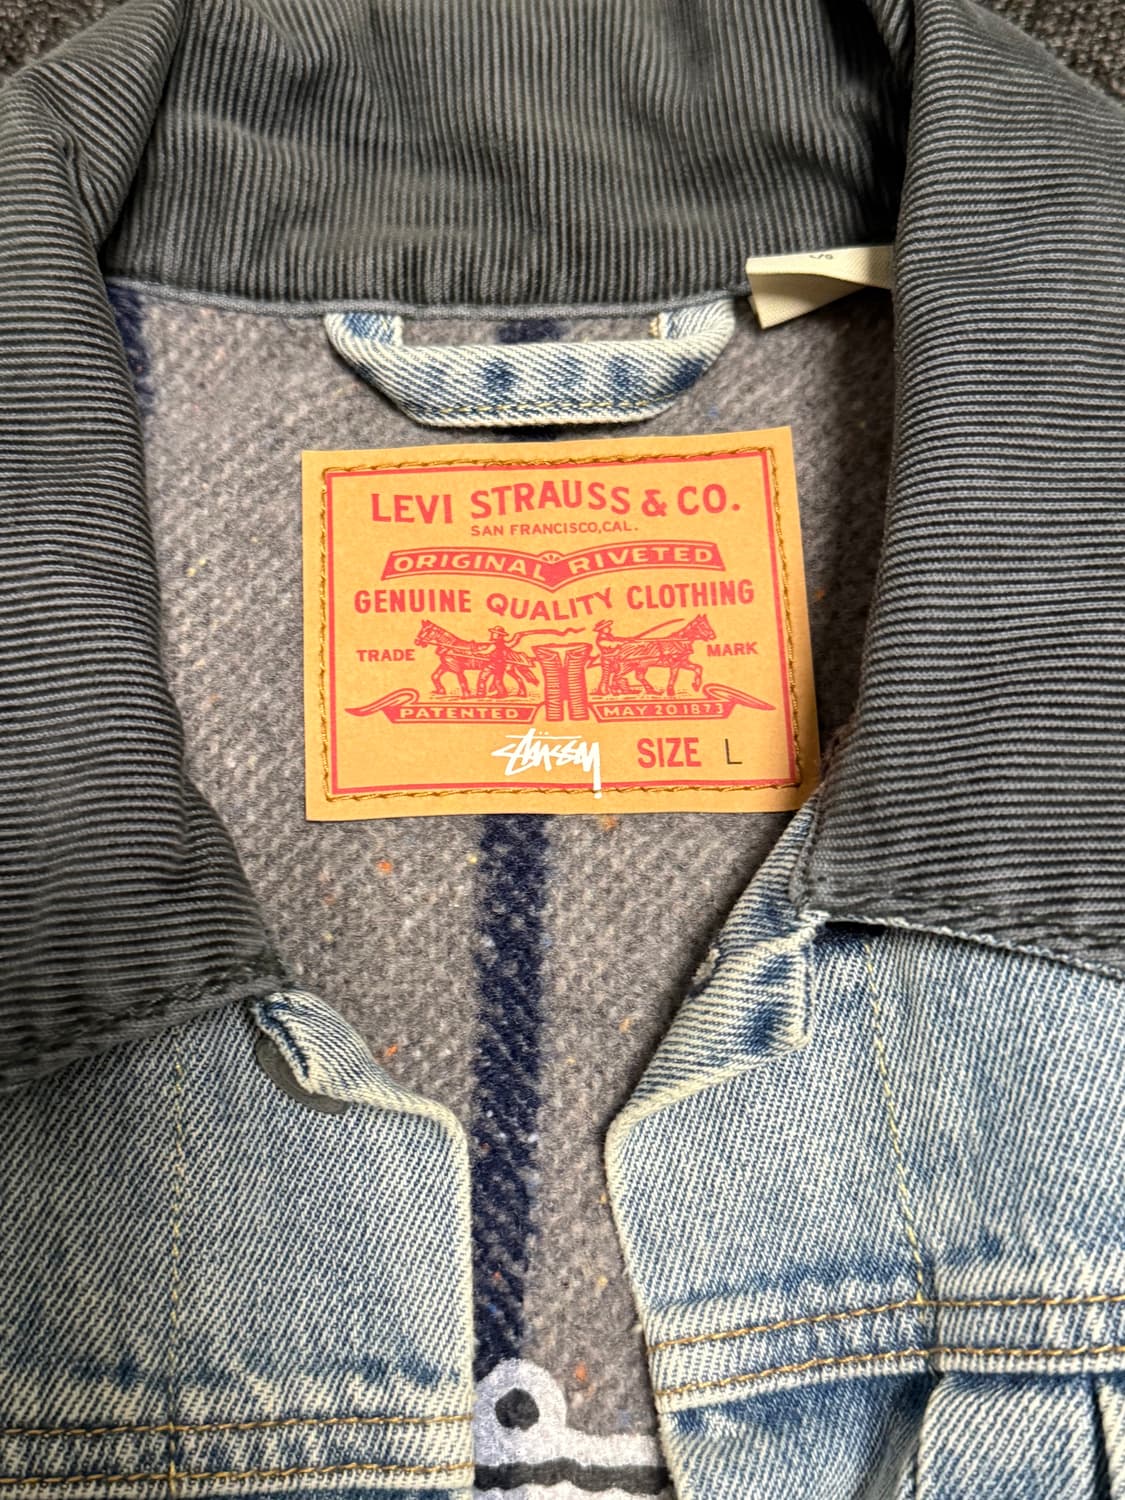 LEVI STRAUSS & CO.
SAN FRANCISCO, CAL.
ORIGINAL RIVETED
GENUINE QUALITY CLOTHING
TRADE MARK
PATENTED MAY 20 1873
STÜSSY SIZE L